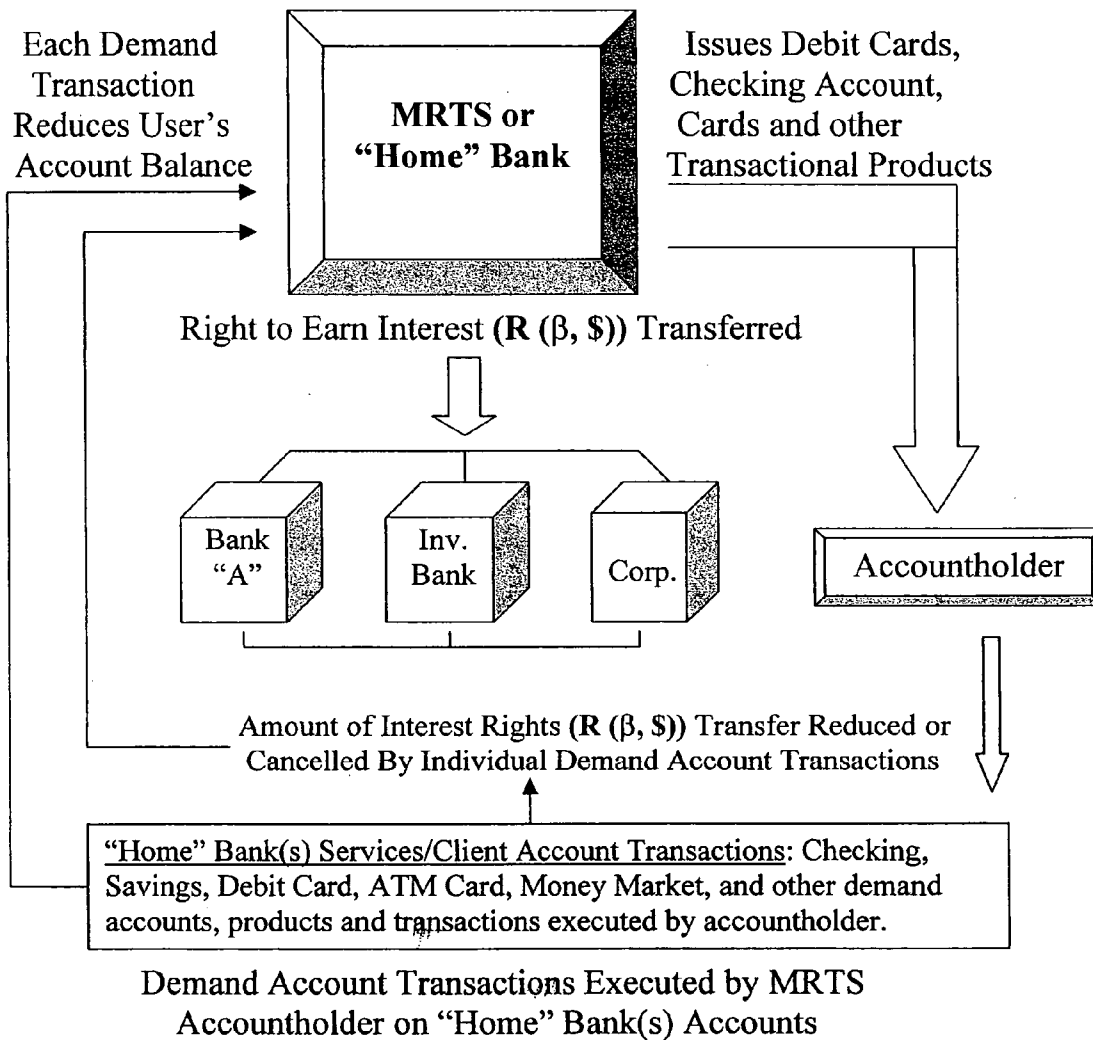 Each Demand
Transaction
Reduces User's
Account Balance
MRTS or
“Home” Bank
Issues Debit Cards,
Checking Account,
Cards and other
Transactional Products
Right to Earn Interest (R (β, $)) Transferred
Bank
“A”
Inv.
Bank
Corp.
Accountholder
Amount of Interest Rights (R (β, $)) Transfer Reduced or
Cancelled By Individual Demand Account Transactions
“Home” Bank(s) Services/Client Account Transactions: Checking,
Savings, Debit Card, ATM Card, Money Market, and other demand
accounts, products and transactions executed by accountholder.
Demand Account Transactions Executed by MRTS
Accountholder on “Home” Bank(s) Accounts